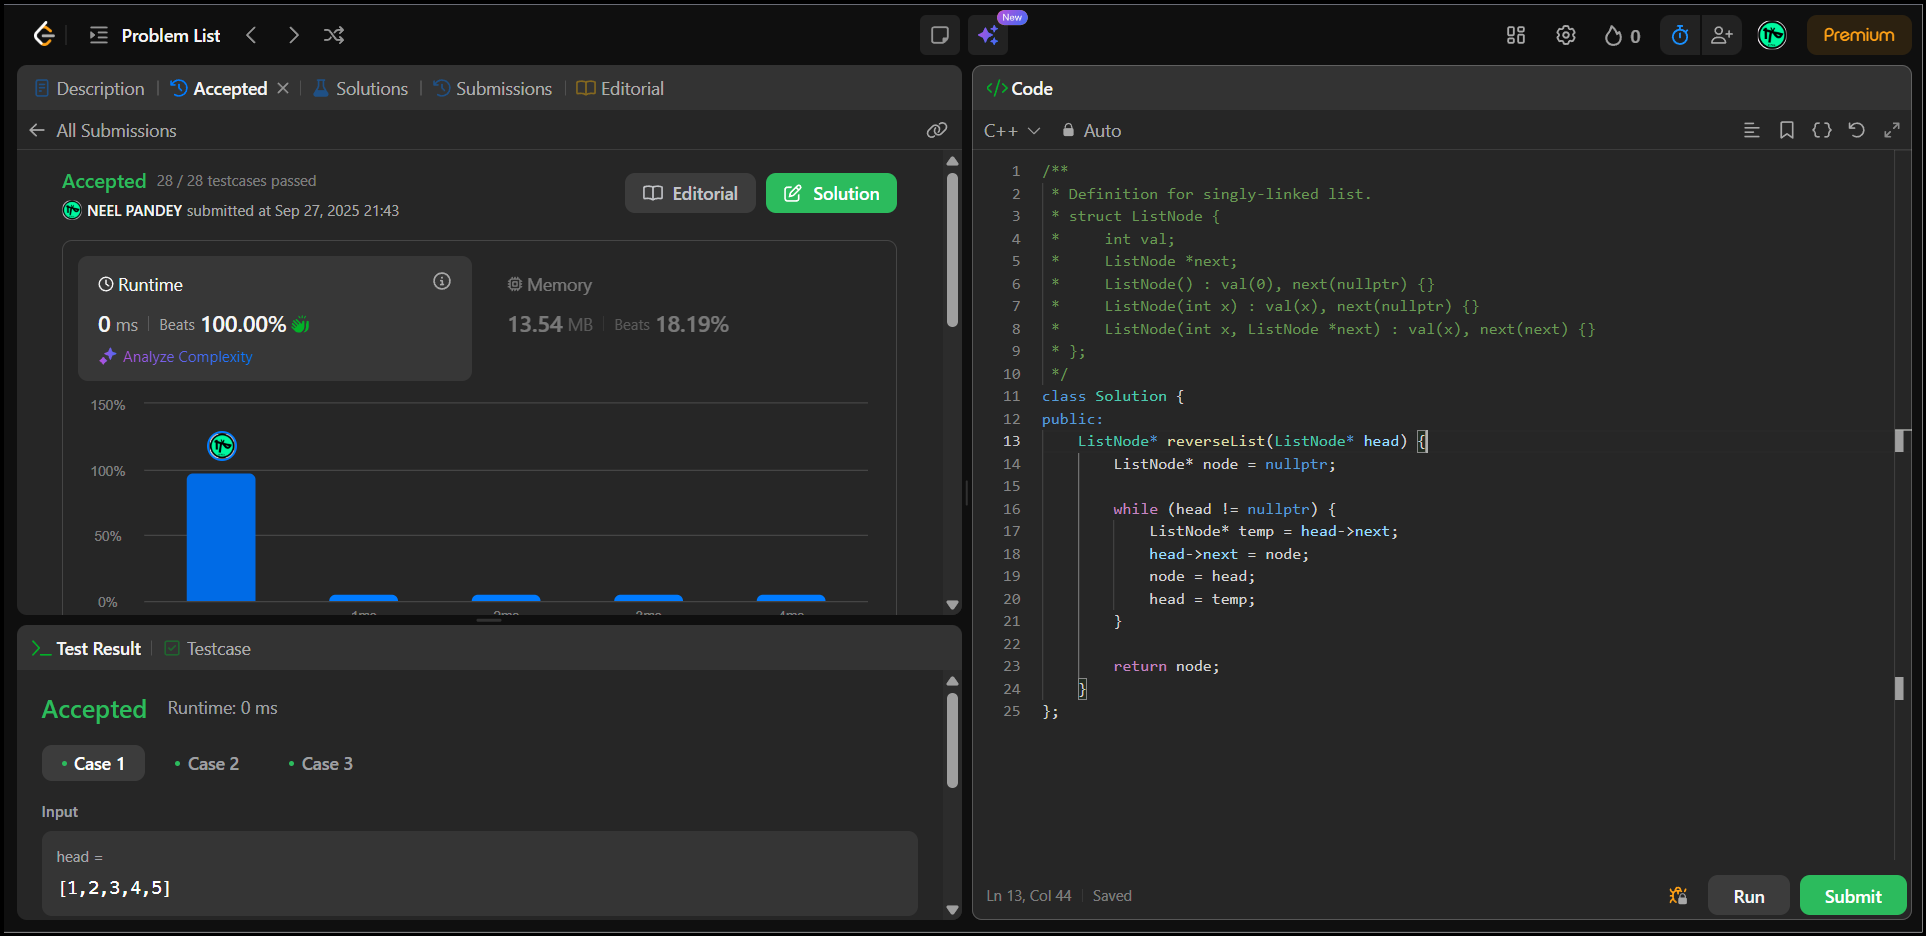 Problem List
New
0
Premium
Description
Accepted
Solutions
Submissions
Editorial
All Submissions
Accepted 28 / 28 testcases passed
NEEL PANDEY submitted at Sep 27, 2025 21:43
Editorial
Solution
Runtime
0 ms Beats 100.00%
Analyze Complexity
Memory
13.54 MB Beats 18.19%
150%
100%
50%
0%
1ms 2ms 3ms 4ms
Test Result
Testcase
Accepted Runtime: 0 ms
Case 1 Case 2 Case 3
Input
head =
[1,2,3,4,5]
</> Code
C++ Auto
1 /**
2 * Definition for singly-linked list.
3 * struct ListNode {
4 *     int val;
5 *     ListNode *next;
6 *     ListNode() : val(0), next(nullptr) {}
7 *     ListNode(int x) : val(x), next(nullptr) {}
8 *     ListNode(int x, ListNode *next) : val(x), next(next) {}
9 * };
10 */
11 class Solution {
12 public:
13     ListNode* reverseList(ListNode* head) {
14         ListNode* node = nullptr;
15
16         while (head != nullptr) {
17             ListNode* temp = head->next;
18             head->next = node;
19             node = head;
20             head = temp;
21         }
22
23         return node;
24     }
25 };
Ln 13, Col 44 Saved
Run
Submit